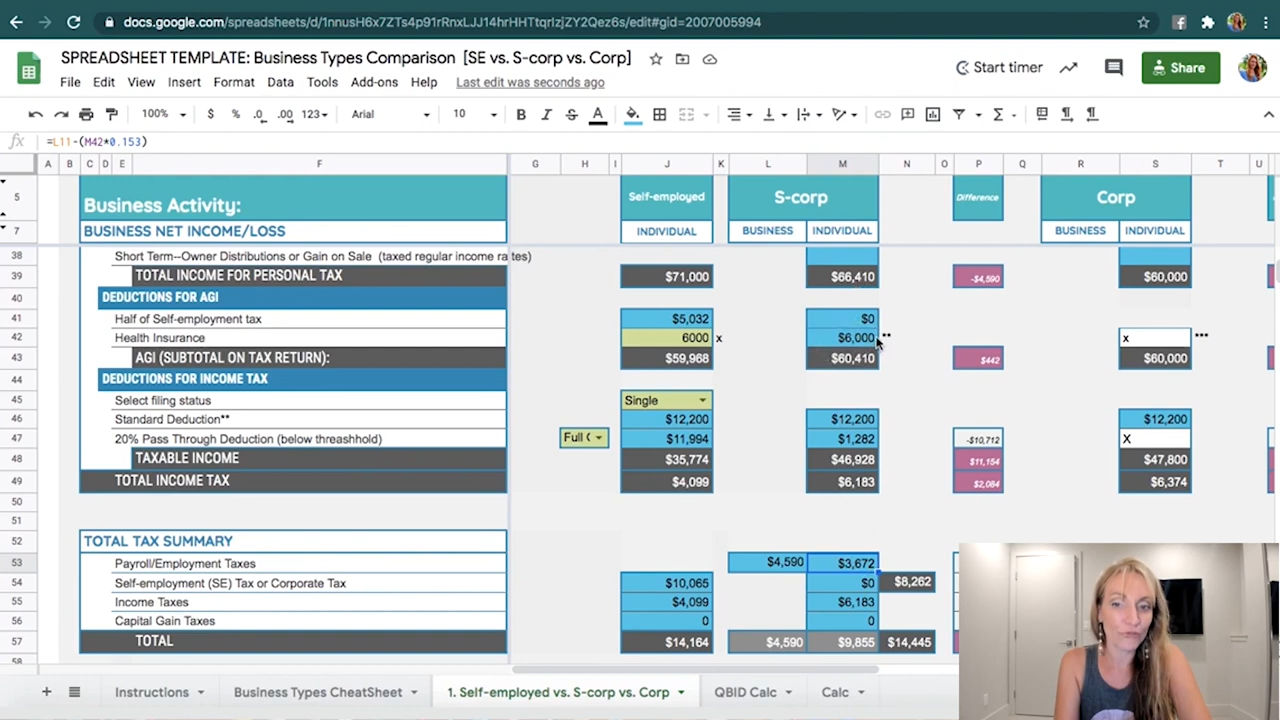 docs.google.com/spreadsheets/d/1nnusH6x7ZTs4p91rRnxLJJ14hrHHTtqrIzjZY2Qez6s/edit#gid=2007005994
SPREADSHEET TEMPLATE: Business Types Comparison [SE vs. S-corp vs. Corp]
Start timer
Share
File Edit View Insert Format Data Tools Add-ons Help Last edit was seconds ago
100% $ % .0 .00 123 Arial 10 B I S A
fx =L11-(M42*0.153)
A B C D E F G H I J K L M N O P Q R S T U
5 Business Activity: Self-employed S-corp Difference Corp
7 BUSINESS NET INCOME/LOSS INDIVIDUAL BUSINESS INDIVIDUAL BUSINESS INDIVIDUAL
38 Short Term--Owner Distributions or Gain on Sale (taxed regular income rates)
39 TOTAL INCOME FOR PERSONAL TAX $71,000 $66,410 -$4,590 $60,000
40 DEDUCTIONS FOR AGI
41 Half of Self-employment tax $5,032 $0
42 Health Insurance 6000 x $6,000 ** x ***
43 AGI (SUBTOTAL ON TAX RETURN): $59,968 $60,410 $442 $60,000
44 DEDUCTIONS FOR INCOME TAX
45 Select filing status Single
46 Standard Deduction** $12,200 $12,200 $12,200
47 20% Pass Through Deduction (below threashhold) Full ( $11,994 $1,282 -$10,712 X
48 TAXABLE INCOME $35,774 $46,928 $11,154 $47,800
49 TOTAL INCOME TAX $4,099 $6,183 $2,084 $6,374
50
51
52 TOTAL TAX SUMMARY
53 Payroll/Employment Taxes $4,590 $3,672
54 Self-employment (SE) Tax or Corporate Tax $10,065 $0 $8,262
55 Income Taxes $4,099 $6,183
56 Capital Gain Taxes 0 0
57 TOTAL $14,164 $4,590 $9,855 $14,445
58
Instructions Business Types CheatSheet 1. Self-employed vs. S-corp vs. Corp QBID Calc Calc